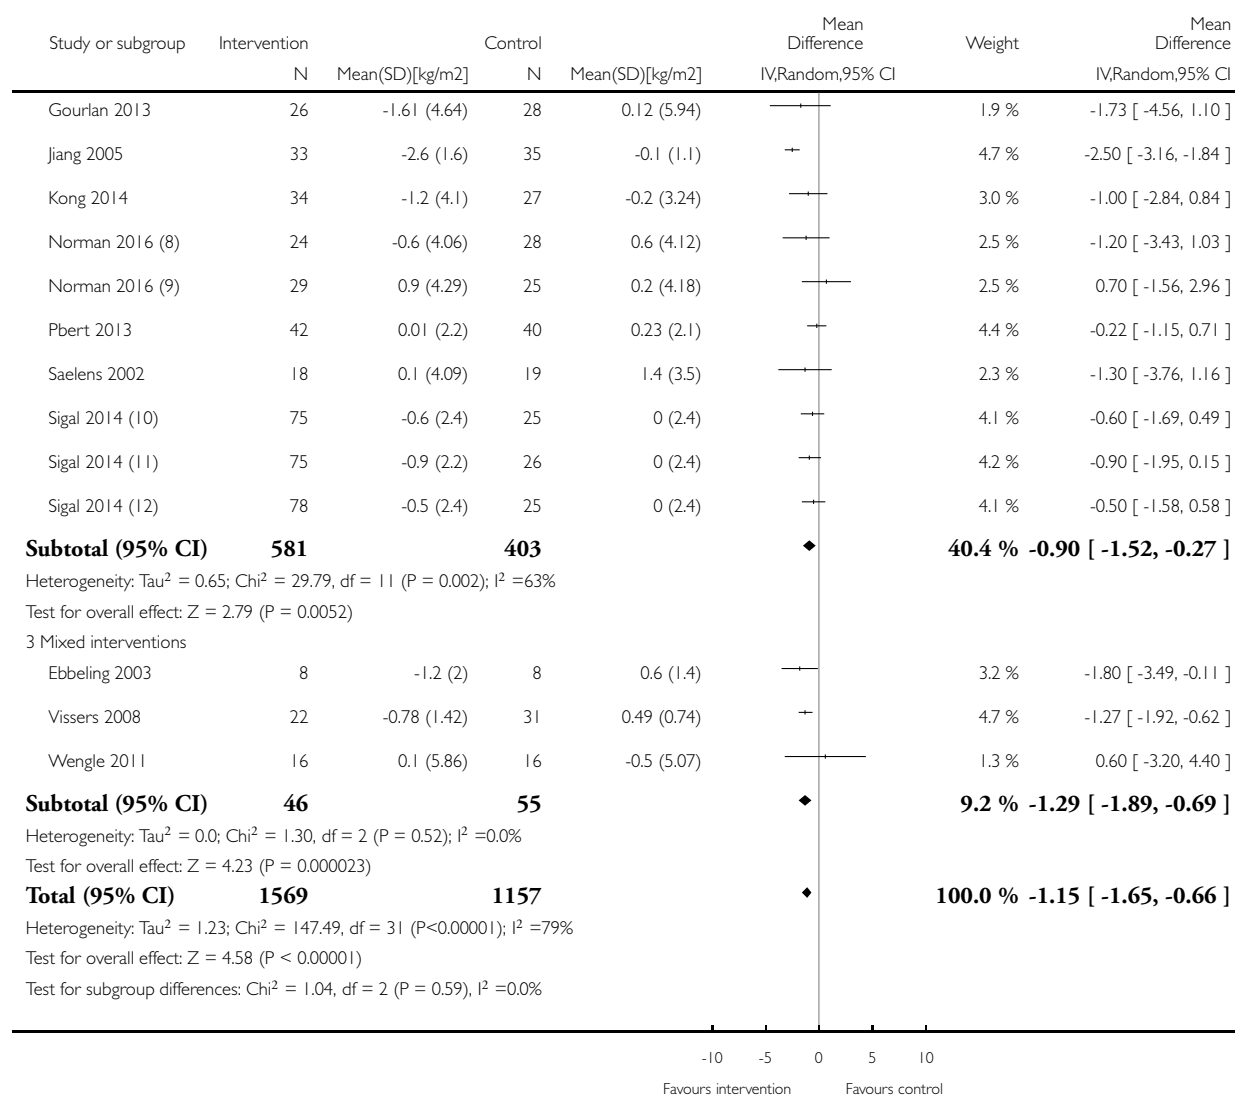 Mean Mean
Study or subgroup Intervention Control Difference Weight Difference
N Mean(SD)[kg/m2] N Mean(SD)[kg/m2] IV,Random,95% CI IV,Random,95% CI
Gourlan 2013 26 -1.61 (4.64) 28 0.12 (5.94) 1.9 % -1.73 [ -4.56, 1.10 ]
Jiang 2005 33 -2.6 (1.6) 35 -0.1 (1.1) 4.7 % -2.50 [ -3.16, -1.84 ]
Kong 2014 34 -1.2 (4.1) 27 -0.2 (3.24) 3.0 % -1.00 [ -2.84, 0.84 ]
Norman 2016 (8) 24 -0.6 (4.06) 28 0.6 (4.12) 2.5 % -1.20 [ -3.43, 1.03 ]
Norman 2016 (9) 29 0.9 (4.29) 25 0.2 (4.18) 2.5 % 0.70 [ -1.56, 2.96 ]
Pbert 2013 42 0.01 (2.2) 40 0.23 (2.1) 4.4 % -0.22 [ -1.15, 0.71 ]
Saelens 2002 18 0.1 (4.09) 19 1.4 (3.5) 2.3 % -1.30 [ -3.76, 1.16 ]
Sigal 2014 (10) 75 -0.6 (2.4) 25 0 (2.4) 4.1 % -0.60 [ -1.69, 0.49 ]
Sigal 2014 (11) 75 -0.9 (2.2) 26 0 (2.4) 4.2 % -0.90 [ -1.95, 0.15 ]
Sigal 2014 (12) 78 -0.5 (2.4) 25 0 (2.4) 4.1 % -0.50 [ -1.58, 0.58 ]
Subtotal (95% CI) 581 403 40.4 % -0.90 [ -1.52, -0.27 ]
Heterogeneity: Tau² = 0.65; Chi² = 29.79, df = 11 (P = 0.002); I² =63%
Test for overall effect: Z = 2.79 (P = 0.0052)
3 Mixed interventions
Ebbeling 2003 8 -1.2 (2) 8 0.6 (1.4) 3.2 % -1.80 [ -3.49, -0.11 ]
Vissers 2008 22 -0.78 (1.42) 31 0.49 (0.74) 4.7 % -1.27 [ -1.92, -0.62 ]
Wengle 2011 16 0.1 (5.86) 16 -0.5 (5.07) 1.3 % 0.60 [ -3.20, 4.40 ]
Subtotal (95% CI) 46 55 9.2 % -1.29 [ -1.89, -0.69 ]
Heterogeneity: Tau² = 0.0; Chi² = 1.30, df = 2 (P = 0.52); I² =0.0%
Test for overall effect: Z = 4.23 (P = 0.000023)
Total (95% CI) 1569 1157 100.0 % -1.15 [ -1.65, -0.66 ]
Heterogeneity: Tau² = 1.23; Chi² = 147.49, df = 31 (P<0.00001); I² =79%
Test for overall effect: Z = 4.58 (P < 0.00001)
Test for subgroup differences: Chi² = 1.04, df = 2 (P = 0.59), I² =0.0%
-10 -5 0 5 10
Favours intervention Favours control